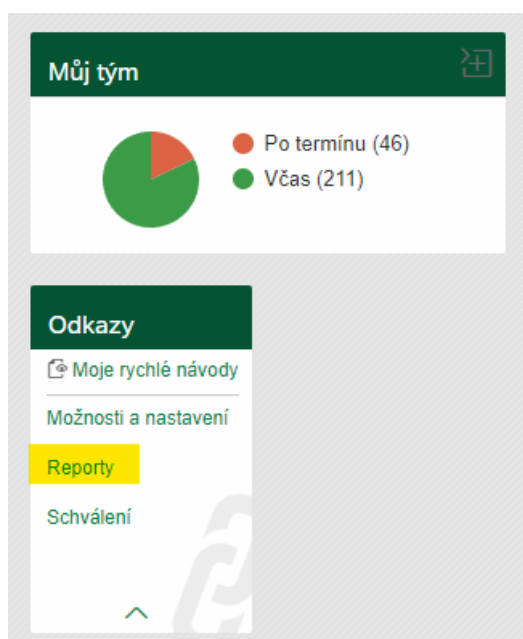 Můj tým
Po termínu (46)
Včas (211)
Odkazy
Moje rychlé návody
Možnosti a nastavení
Reporty
Schválení